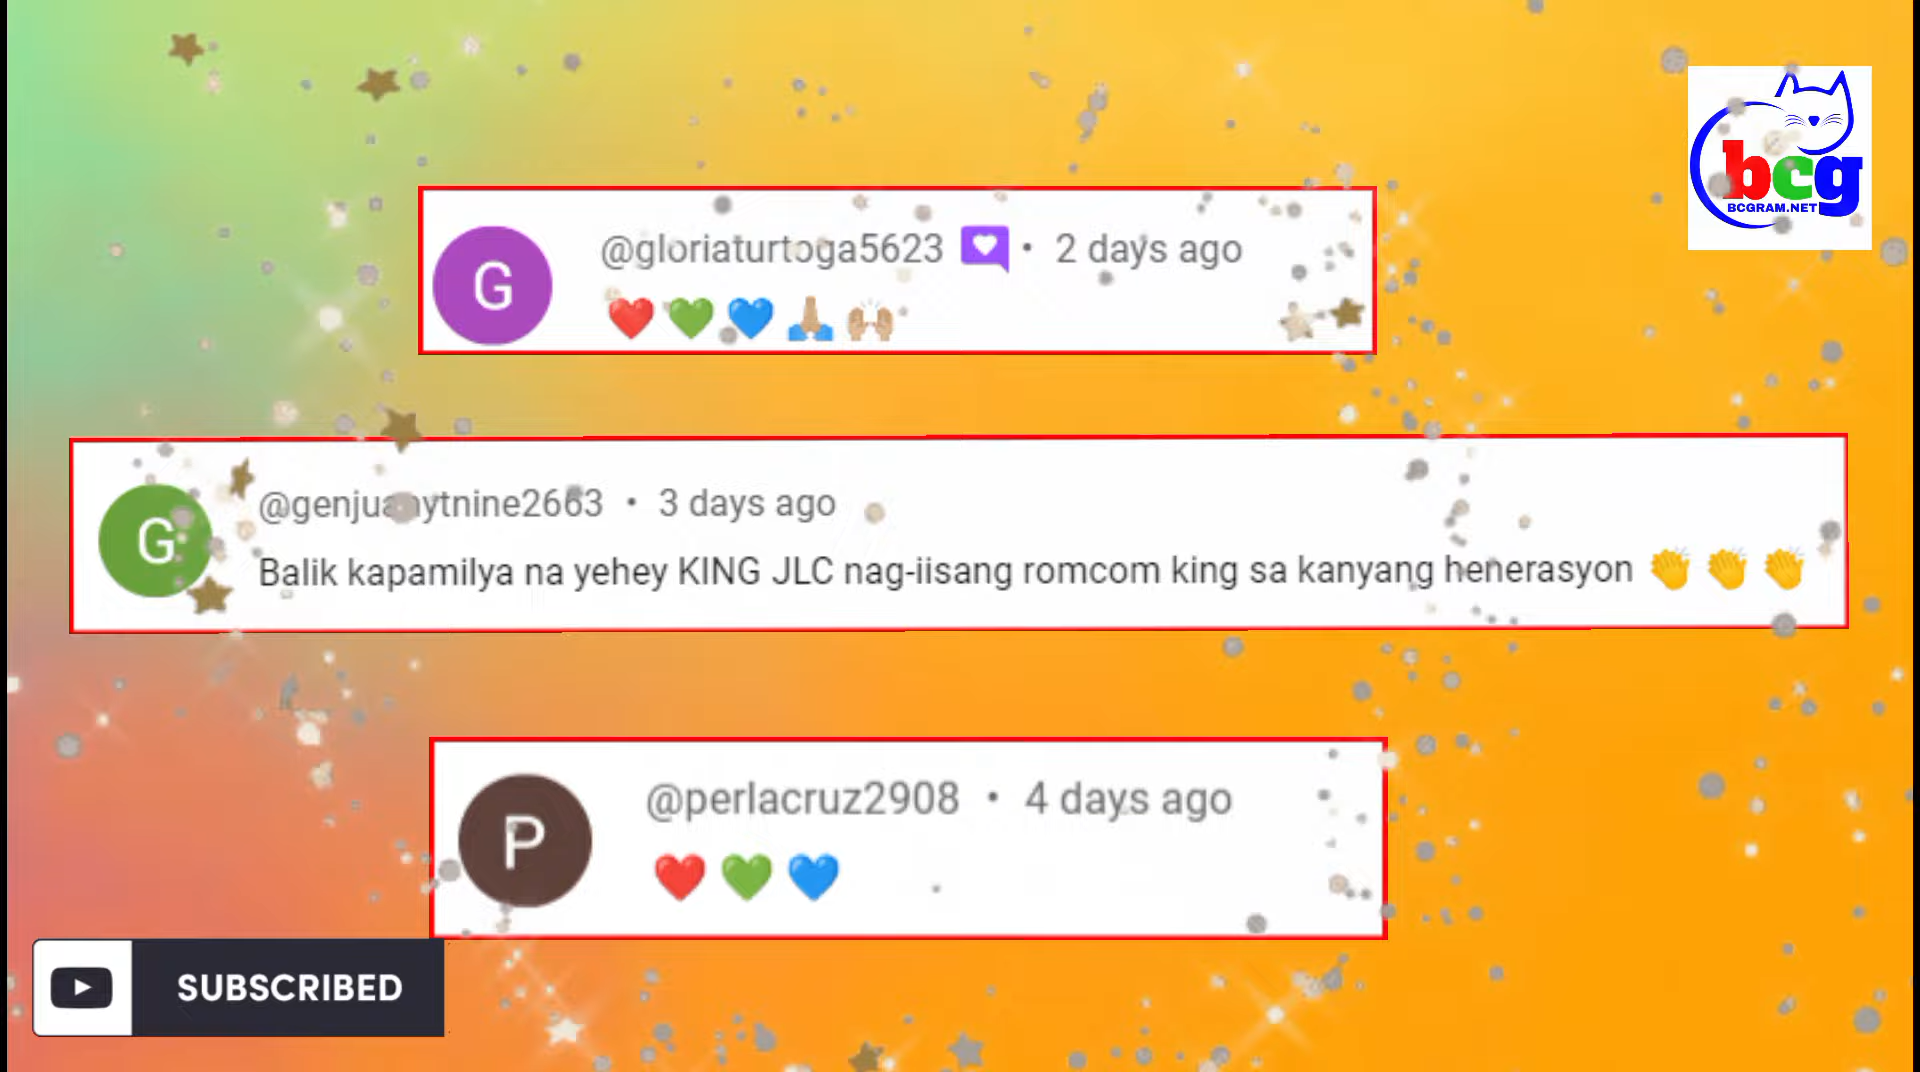 bcg
BCGRAM.NET
G
@gloriaturtoga5623 • 2 days ago
❤️ 💚 💙 🙏🏼 🙌🏼
G
3 days ago
Balik kapamilya na yehey KING JLC nag-iisang romcom king sa kanyang henerasyon 👏 👏 👏
P
@perlacruz2908 • 4 days ago
❤️ 💚 💙
SUBSCRIBED